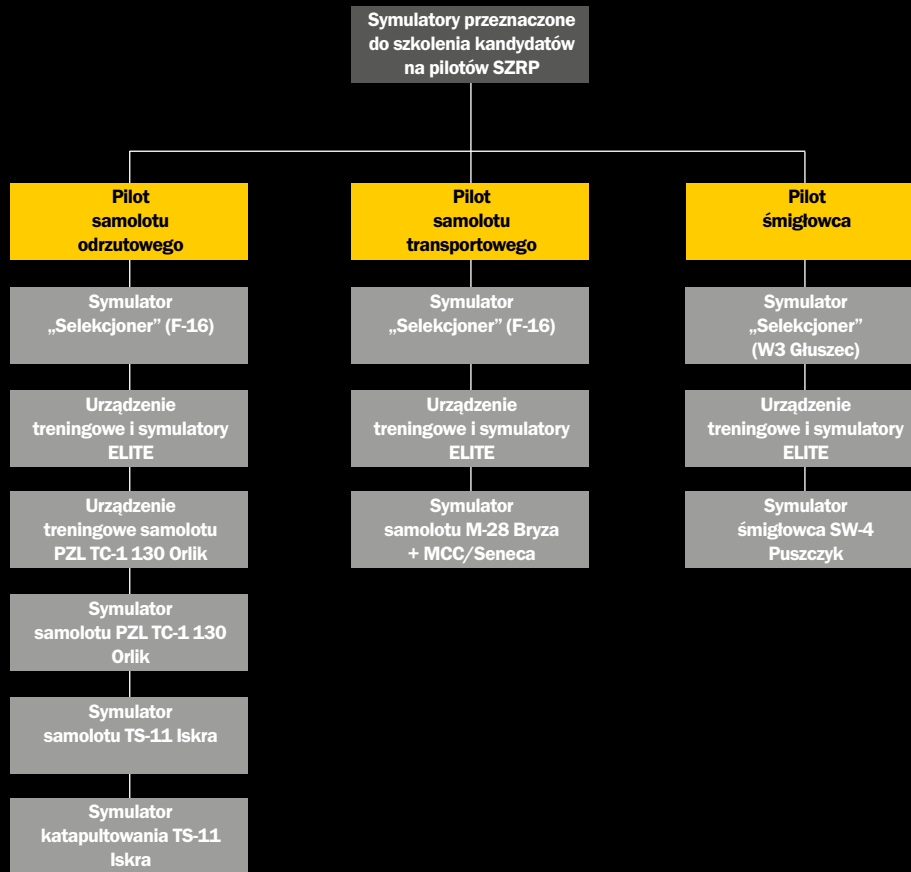 Symulatory przeznaczone
do szkolenia kandydatów
na pilotów SZRP
Pilot
samolotu
odrzutowego
Symulator
„Selekcjoner” (F-16)
Urządzenie
treningowe i symulatory
ELITE
Urządzenie
treningowe samolotu
PZL TC-1 130 Orlik
Symulator
samolotu PZL TC-1 130
Orlik
Symulator
samolotu TS-11 Iskra
Symulator
katapultowania TS-11
Iskra
Pilot
samolotu
transportowego
Symulator
„Selekcjoner” (F-16)
Urządzenie
treningowe i symulatory
ELITE
Symulator
samolotu M-28 Bryza
+ MCC/Seneca
Pilot
śmigłowca
Symulator
„Selekcjoner”
(W3 Głuszec)
Urządzenie
treningowe i symulatory
ELITE
Symulator
śmigłowca SW-4
Puszczyk